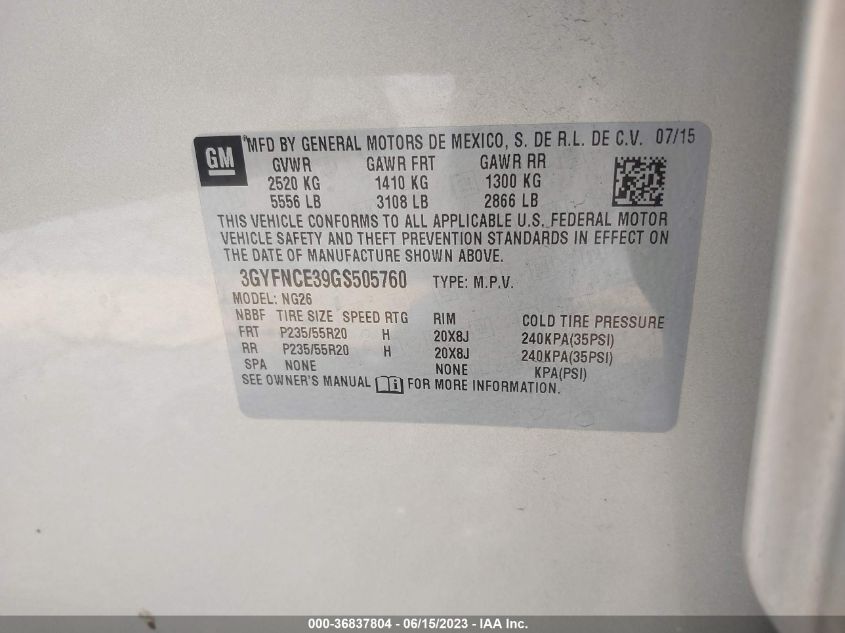 GM
MFD BY GENERAL MOTORS DE MEXICO, S. DE R.L. DE C.V. 07/15
GVWR GAWR FRT GAWR RR
2520 KG 1410 KG 1300 KG
5556 LB 3108 LB 2866 LB
THIS VEHICLE CONFORMS TO ALL APPLICABLE U.S. FEDERAL MOTOR
VEHICLE SAFETY AND THEFT PREVENTION STANDARDS IN EFFECT ON
THE DATE OF MANUFACTURE SHOWN ABOVE.
3GYFNCE39GS505760 TYPE: M.P.V.
MODEL: NG26
NBBF TIRE SIZE SPEED RTG RIM COLD TIRE PRESSURE
FRT P235/55R20 H 20X8J 240KPA(35PSI)
RR P235/55R20 H 20X8J 240KPA(35PSI)
SPA NONE NONE KPA(PSI)
SEE OWNER'S MANUAL FOR MORE INFORMATION.
000-36837804 - 06/15/2023 - IAA Inc.